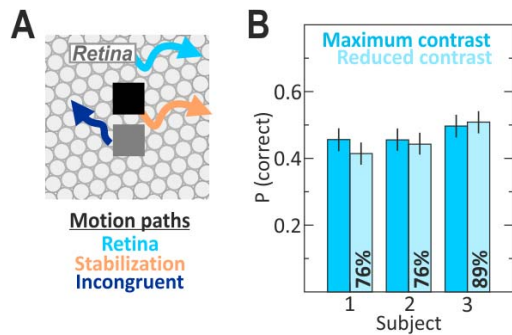 A
Retina
Motion paths
Retina
Stabilization
Incongruent
B
Maximum contrast
Reduced contrast
P (correct)
0.6
0.4
0.2
76%
76%
89%
1 2 3
Subject